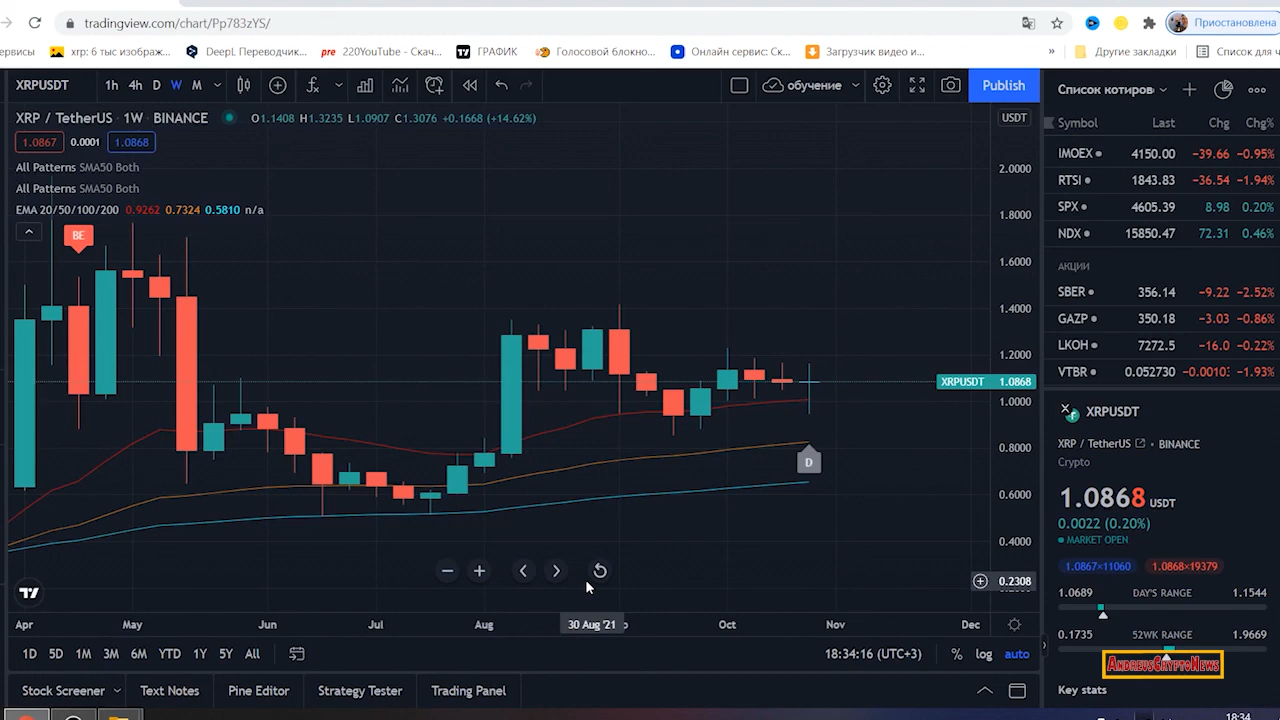 tradingview.com/chart/Pp783zYS/
Приостановлена
ервисы
xrp: 6 тыс изображ...
DeepL Переводчик...
pre 220YouTube - Скач...
ГРАФИК
Голосовой блокно...
Онлайн сервис: Ск...
Загрузчик видео и...
»
Другие закладки
Список для ч
XRPUSDT
1h 4h D W M
обучение
Publish
Список котиров
XRP / TetherUS · 1W · BINANCE
O1.1408 H1.3235 L1.0907 C1.3076 +0.1668 (+14.62%)
USDT
1.0867 0.0001 1.0868
All Patterns SMA50 Both
All Patterns SMA50 Both
EMA 20/50/100/200 0.9262 0.7324 0.5810 n/a
BE
D
2.0000
1.8000
1.6000
1.4000
1.2000
XRPUSDT 1.0868
1.0000
0.8000
0.6000
0.4000
0.2308
Apr May Jun Jul Aug 30 Aug '21 Oct Nov Dec
1D 5D 1M 3M 6M YTD 1Y 5Y All
18:34:16 (UTC+3)
% log auto
Stock Screener Text Notes Pine Editor Strategy Tester Trading Panel
Symbol Last Chg Chg%
IMOEX 4150.00 −39.66 −0.95%
RTSI 1843.83 −36.54 −1.94%
SPX 4605.39 8.98 0.20%
NDX 15850.47 72.31 0.46%
АКЦИИ
SBER 356.14 −9.22 −2.52%
GAZP 350.18 −3.03 −0.86%
LKOH 7272.5 −16.0 −0.22%
VTBR 0.052730 −0.00103 −1.93%
XRPUSDT
XRP / TetherUS · BINANCE
Crypto
1.0868 USDT
0.0022 (0.20%)
MARKET OPEN
1.0867×11060 1.0868×19379
1.0689 DAY'S RANGE 1.1544
0.1735 52WK RANGE 1.9669
AndreusCryptoNews
Key stats
18:34